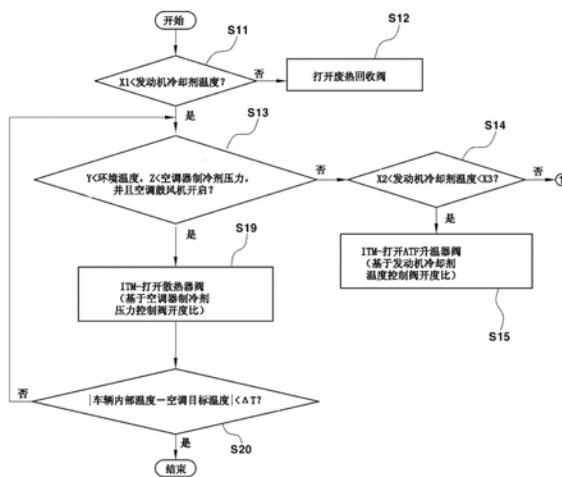 开始
S11
X1<发动机冷却剂温度?
否
S12
打开废热回收阀
是
S13
Y<环境温度，Z<空调器制冷剂压力，
并且空调鼓风机开启?
否
S14
X2<发动机冷却剂温度<X3?
否
1
是
ITM-打开ATF升温器阀
（基于发动机冷却剂
温度控制阀开度比）
S15
是
S19
ITM-打开散热器阀
（基于空调器制冷剂
压力控制阀开度比）
否
|车辆内部温度－空调目标温度|<ΔT?
S20
是
结束